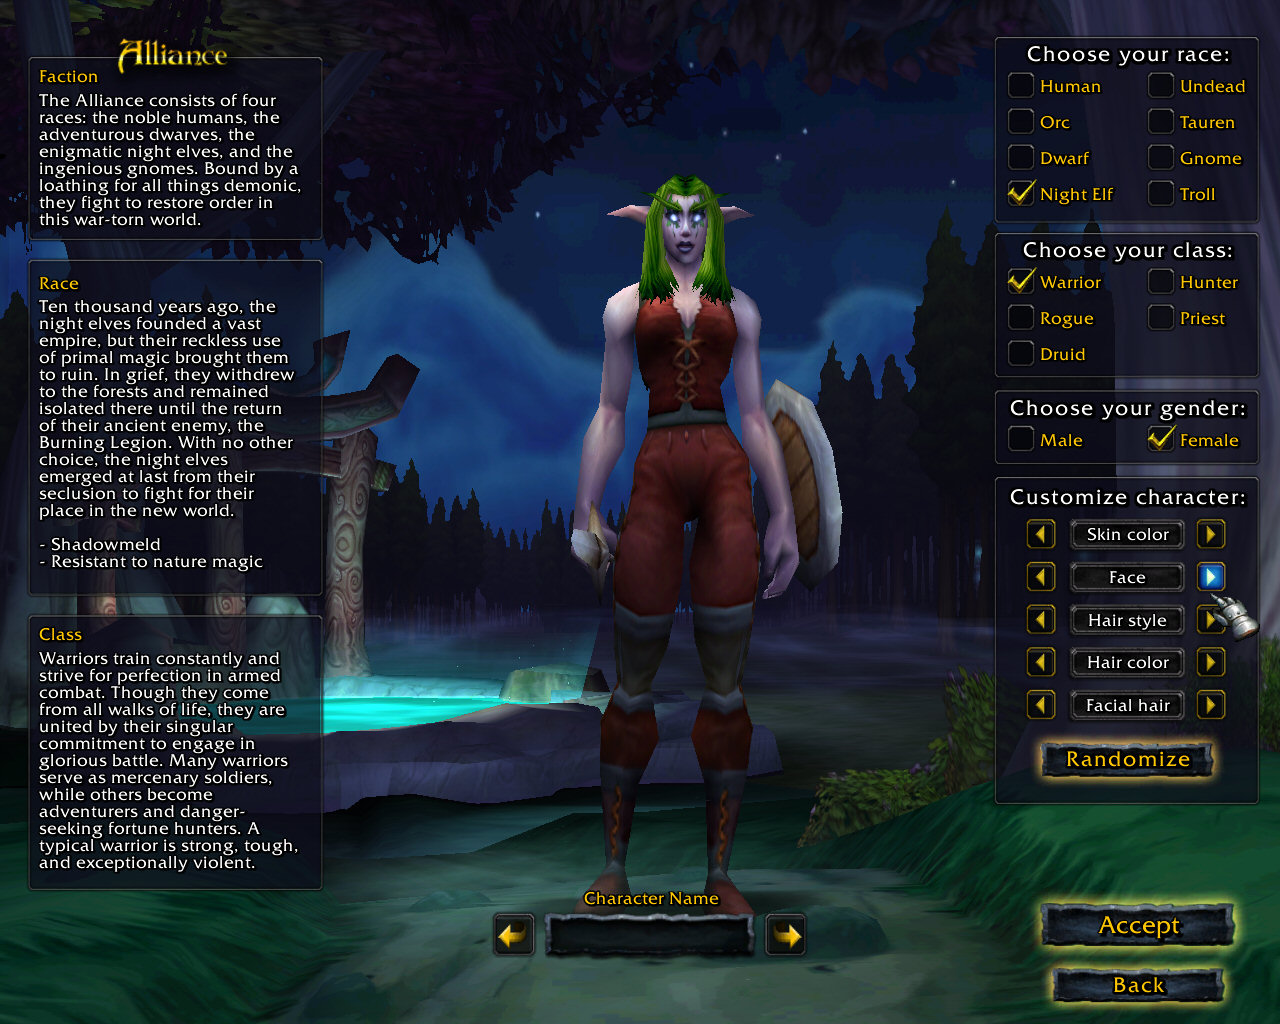 Alliance
Faction
The Alliance consists of four
races: the noble humans, the
adventurous dwarves, the
enigmatic night elves, and the
ingenious gnomes. Bound by a
loathing for all things demonic,
they fight to restore order in
this war-torn world.
Race
Ten thousand years ago, the
night elves founded a vast
empire, but their reckless use
of primal magic brought them
to ruin. In grief, they withdrew
to the forests and remained
isolated there until the return
of their ancient enemy, the
Burning Legion. With no other
choice, the night elves
emerged at last from their
seclusion to fight for their
place in the new world.
- Shadowmeld
- Resistant to nature magic
Class
Warriors train constantly and
strive for perfection in armed
combat. Though they come
from all walks of life, they are
united by their singular
commitment to engage in
glorious battle. Many warriors
serve as mercenary soldiers,
while others become
adventurers and danger-
seeking fortune hunters. A
typical warrior is strong, tough,
and exceptionally violent.
Character Name
Choose your race:
Human Undead
Orc Tauren
Dwarf Gnome
Night Elf Troll
Choose your class:
Warrior Hunter
Rogue Priest
Druid
Choose your gender:
Male Female
Customize character:
Skin color
Face
Hair style
Hair color
Facial hair
Randomize
Accept
Back